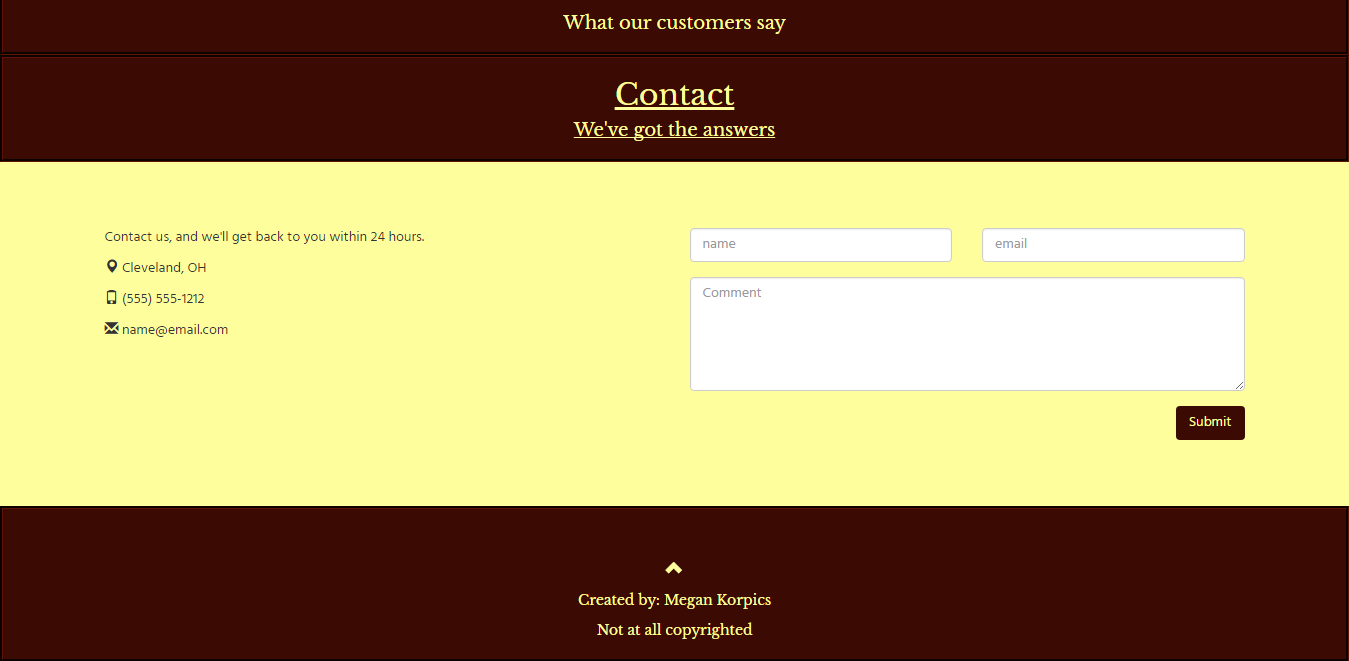 What our customers say
Contact
We've got the answers
Contact us, and we'll get back to you within 24 hours.
Cleveland, OH
(555) 555-1212
name@email.com
name
email
Comment
Submit
Created by: Megan Korpics
Not at all copyrighted